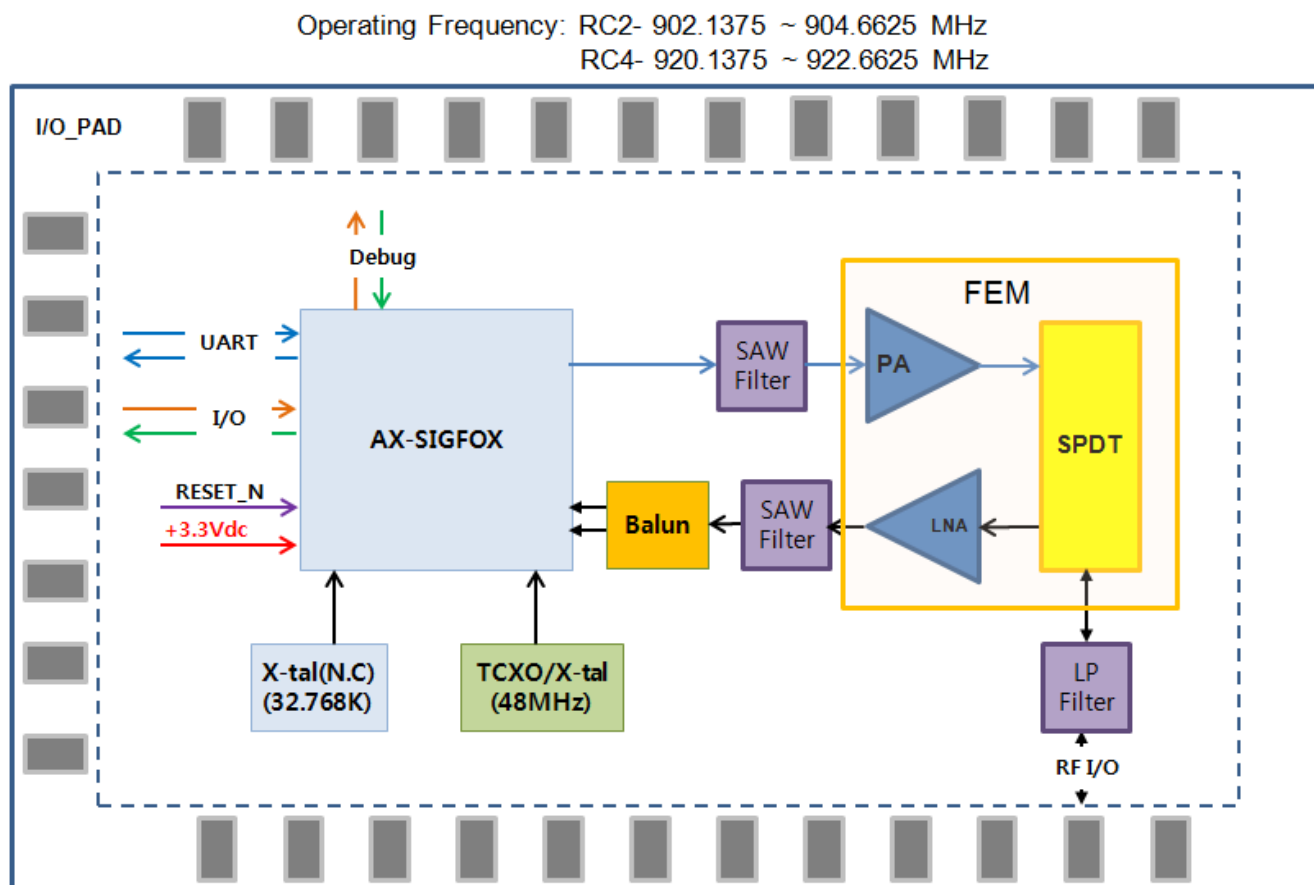 Operating Frequency: RC2- 902.1375 ~ 904.6625 MHz
RC4- 920.1375 ~ 922.6625 MHz
I/O_PAD
Debug
FEM
UART
SAW
Filter
PA
I/O
AX-SIGFOX
SPDT
RESET_N
+3.3Vdc
Balun
SAW
Filter
LNA
X-tal(N.C)
(32.768K)
TCXO/X-tal
(48MHz)
LP
Filter
RF I/O